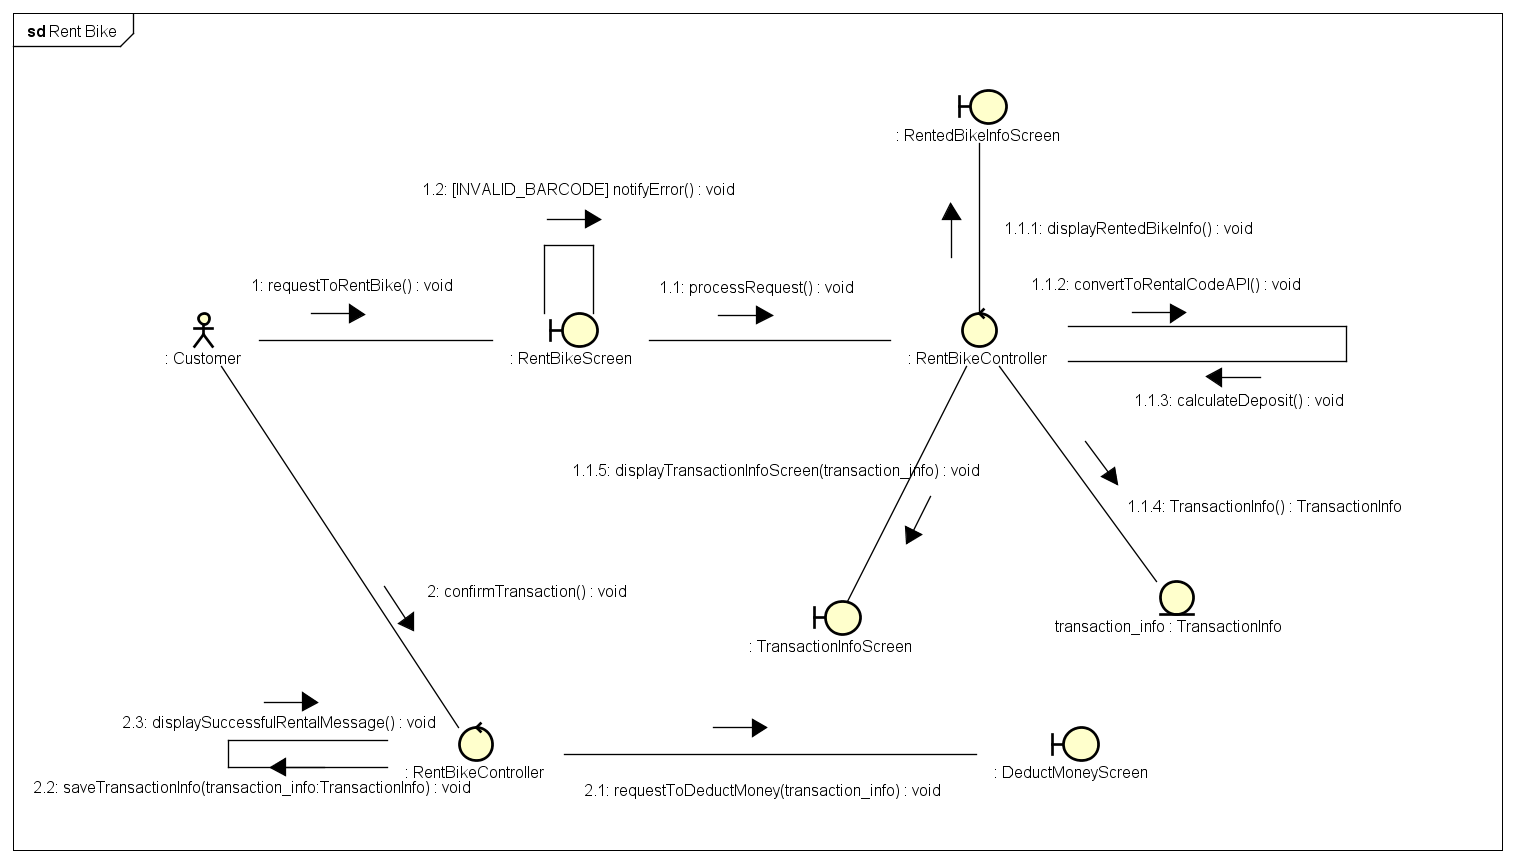 sd Rent Bike
: RentedBikeInfoScreen
1.2: [INVALID_BARCODE] notifyError() : void
1.1.1: displayRentedBikeInfo() : void
1: requestToRentBike() : void
1.1: processRequest() : void
1.1.2: convertToRentalCodeAPI() : void
: Customer
: RentBikeScreen
: RentBikeController
1.1.3: calculateDeposit() : void
1.1.5: displayTransactionInfoScreen(transaction_info) : void
1.1.4: TransactionInfo() : TransactionInfo
2: confirmTransaction() : void
transaction_info : TransactionInfo
: TransactionInfoScreen
2.3: displaySuccessfulRentalMessage() : void
: RentBikeController
: DeductMoneyScreen
2.2: saveTransactionInfo(transaction_info:TransactionInfo) : void
2.1: requestToDeductMoney(transaction_info) : void